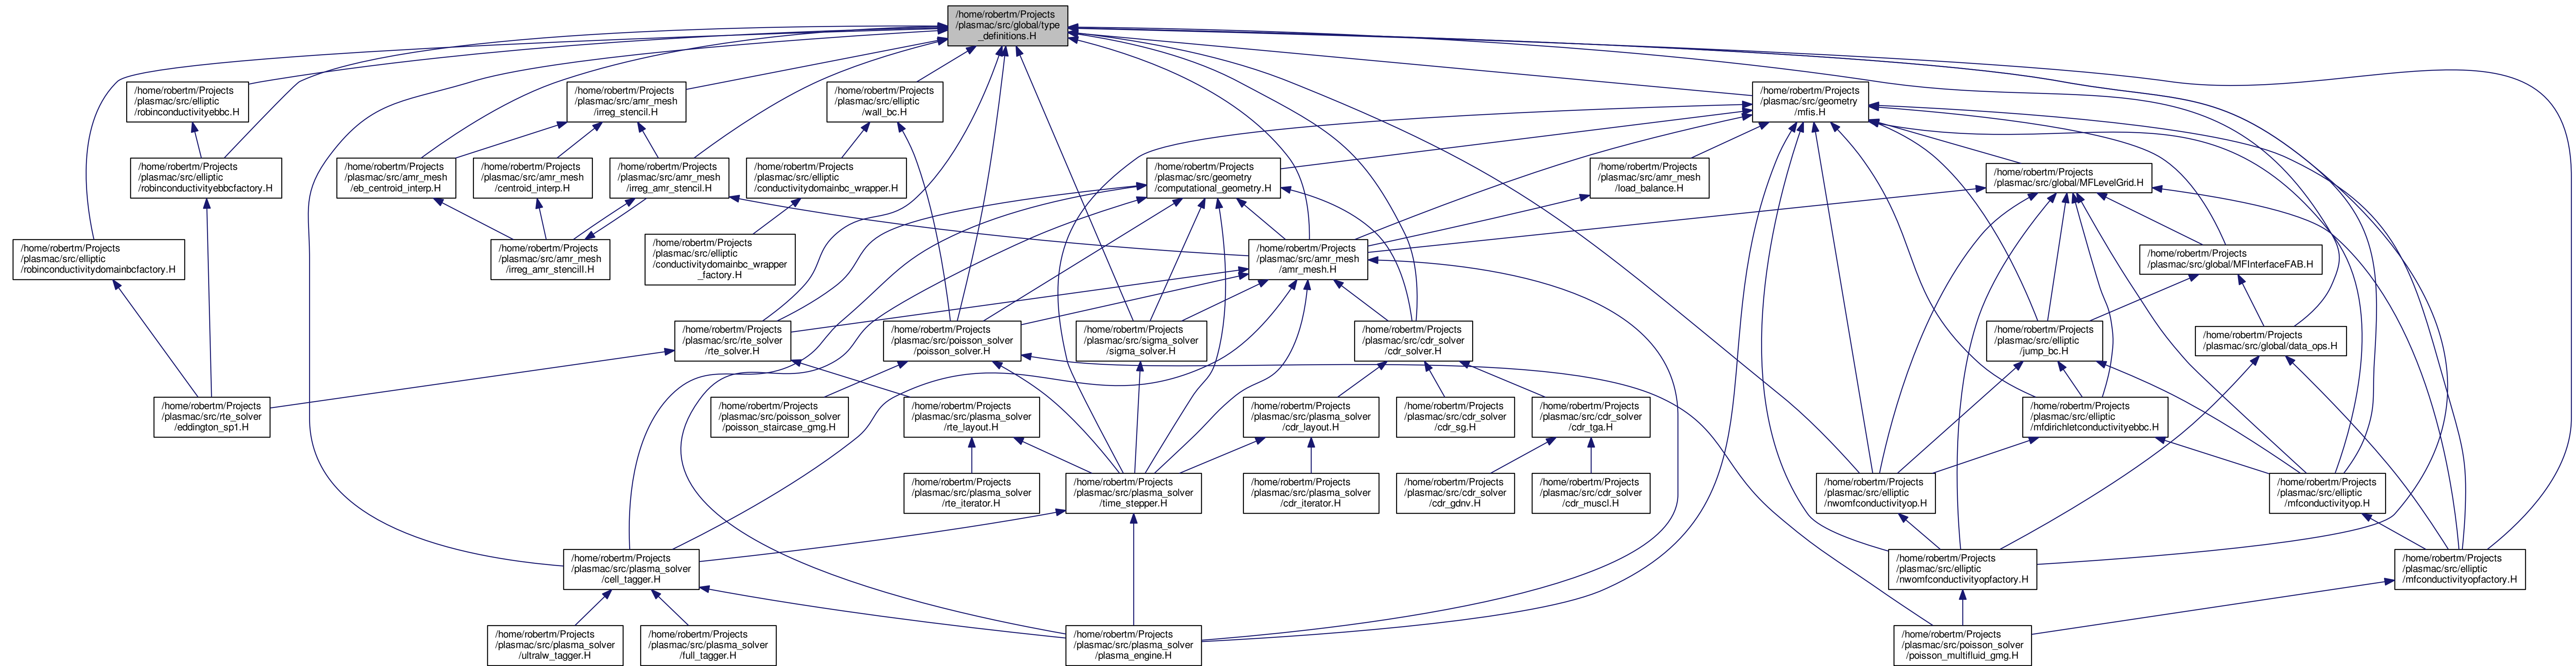 /home/robertm/Projects
/plasmac/src/global/type
_definitions.H
/home/robertm/Projects
/plasmac/src/elliptic
/robinconductivityebbc.H
/home/robertm/Projects
/plasmac/src/amr_mesh
/irreg_stencil.H
/home/robertm/Projects
/plasmac/src/elliptic
/wall_bc.H
/home/robertm/Projects
/plasmac/src/geometry
/mfis.H
/home/robertm/Projects
/plasmac/src/elliptic
/robinconductivityebbcfactory.H
/home/robertm/Projects
/plasmac/src/amr_mesh
/eb_centroid_interp.H
/home/robertm/Projects
/plasmac/src/amr_mesh
/centroid_interp.H
/home/robertm/Projects
/plasmac/src/amr_mesh
/irreg_amr_stencil.H
/home/robertm/Projects
/plasmac/src/elliptic
/conductivitydomainbc_wrapper.H
/home/robertm/Projects
/plasmac/src/geometry
/computational_geometry.H
/home/robertm/Projects
/plasmac/src/amr_mesh
/load_balance.H
/home/robertm/Projects
/plasmac/src/global/MFLevelGrid.H
/home/robertm/Projects
/plasmac/src/elliptic
/robinconductivitydomainbcfactory.H
/home/robertm/Projects
/plasmac/src/amr_mesh
/irreg_amr_stencilI.H
/home/robertm/Projects
/plasmac/src/elliptic
/conductivitydomainbc_wrapper
_factory.H
/home/robertm/Projects
/plasmac/src/amr_mesh
/amr_mesh.H
/home/robertm/Projects
/plasmac/src/global/MFInterfaceFAB.H
/home/robertm/Projects
/plasmac/src/rte_solver
/rte_solver.H
/home/robertm/Projects
/plasmac/src/poisson_solver
/poisson_solver.H
/home/robertm/Projects
/plasmac/src/sigma_solver
/sigma_solver.H
/home/robertm/Projects
/plasmac/src/cdr_solver
/cdr_solver.H
/home/robertm/Projects
/plasmac/src/elliptic
/jump_bc.H
/home/robertm/Projects
/plasmac/src/global/data_ops.H
/home/robertm/Projects
/plasmac/src/rte_solver
/eddington_sp1.H
/home/robertm/Projects
/plasmac/src/poisson_solver
/poisson_staircase_gmg.H
/home/robertm/Projects
/plasmac/src/plasma_solver
/rte_layout.H
/home/robertm/Projects
/plasmac/src/plasma_solver
/cdr_layout.H
/home/robertm/Projects
/plasmac/src/cdr_solver
/cdr_sg.H
/home/robertm/Projects
/plasmac/src/cdr_solver
/cdr_tga.H
/home/robertm/Projects
/plasmac/src/elliptic
/mfdirichletconductivityebbc.H
/home/robertm/Projects
/plasmac/src/plasma_solver
/rte_iterator.H
/home/robertm/Projects
/plasmac/src/plasma_solver
/time_stepper.H
/home/robertm/Projects
/plasmac/src/plasma_solver
/cdr_iterator.H
/home/robertm/Projects
/plasmac/src/cdr_solver
/cdr_gdnv.H
/home/robertm/Projects
/plasmac/src/cdr_solver
/cdr_muscl.H
/home/robertm/Projects
/plasmac/src/elliptic
/nwomfconductivityop.H
/home/robertm/Projects
/plasmac/src/elliptic
/mfconductivityop.H
/home/robertm/Projects
/plasmac/src/plasma_solver
/cell_tagger.H
/home/robertm/Projects
/plasmac/src/elliptic
/nwomfconductivityopfactory.H
/home/robertm/Projects
/plasmac/src/elliptic
/mfconductivityopfactory.H
/home/robertm/Projects
/plasmac/src/plasma_solver
/ultralw_tagger.H
/home/robertm/Projects
/plasmac/src/plasma_solver
/full_tagger.H
/home/robertm/Projects
/plasmac/src/plasma_solver
/plasma_engine.H
/home/robertm/Projects
/plasmac/src/poisson_solver
/poisson_multifluid_gmg.H